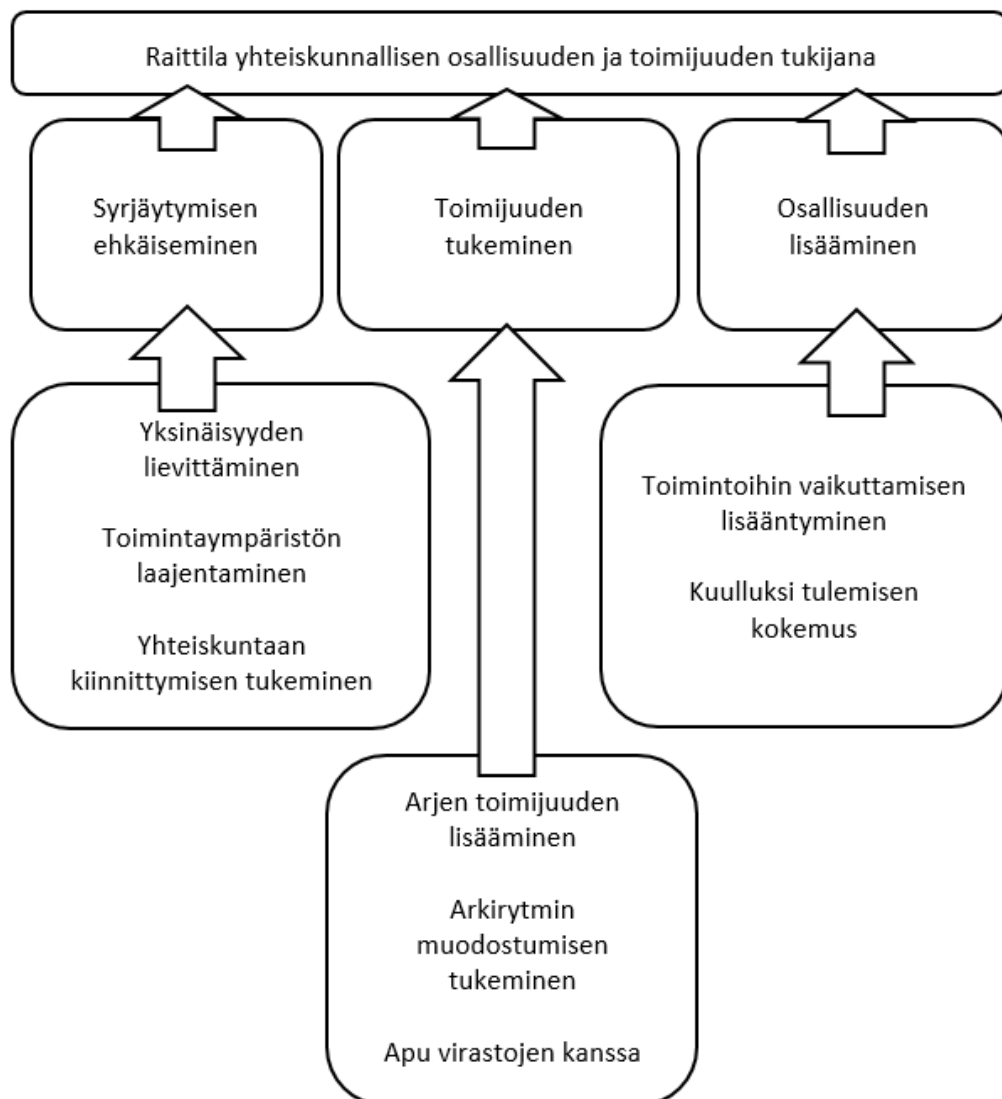 Raittila yhteiskunnallisen osallisuuden ja toimijuuden tukijana
Syrjäytymisen
ehkäiseminen
Toimijuuden
tukeminen
Osallisuuden
lisääminen
Yksinäisyyden
lievittäminen
Toimintaympäristön
laajentaminen
Yhteiskuntaan
kiinnittymisen tukeminen
Toimintoihin vaikuttamisen
lisääntyminen
Kuulluksi tulemisen
kokemus
Arjen toimijuuden
lisääminen
Arkirytmin
muodostumisen
tukeminen
Apu virastojen kanssa